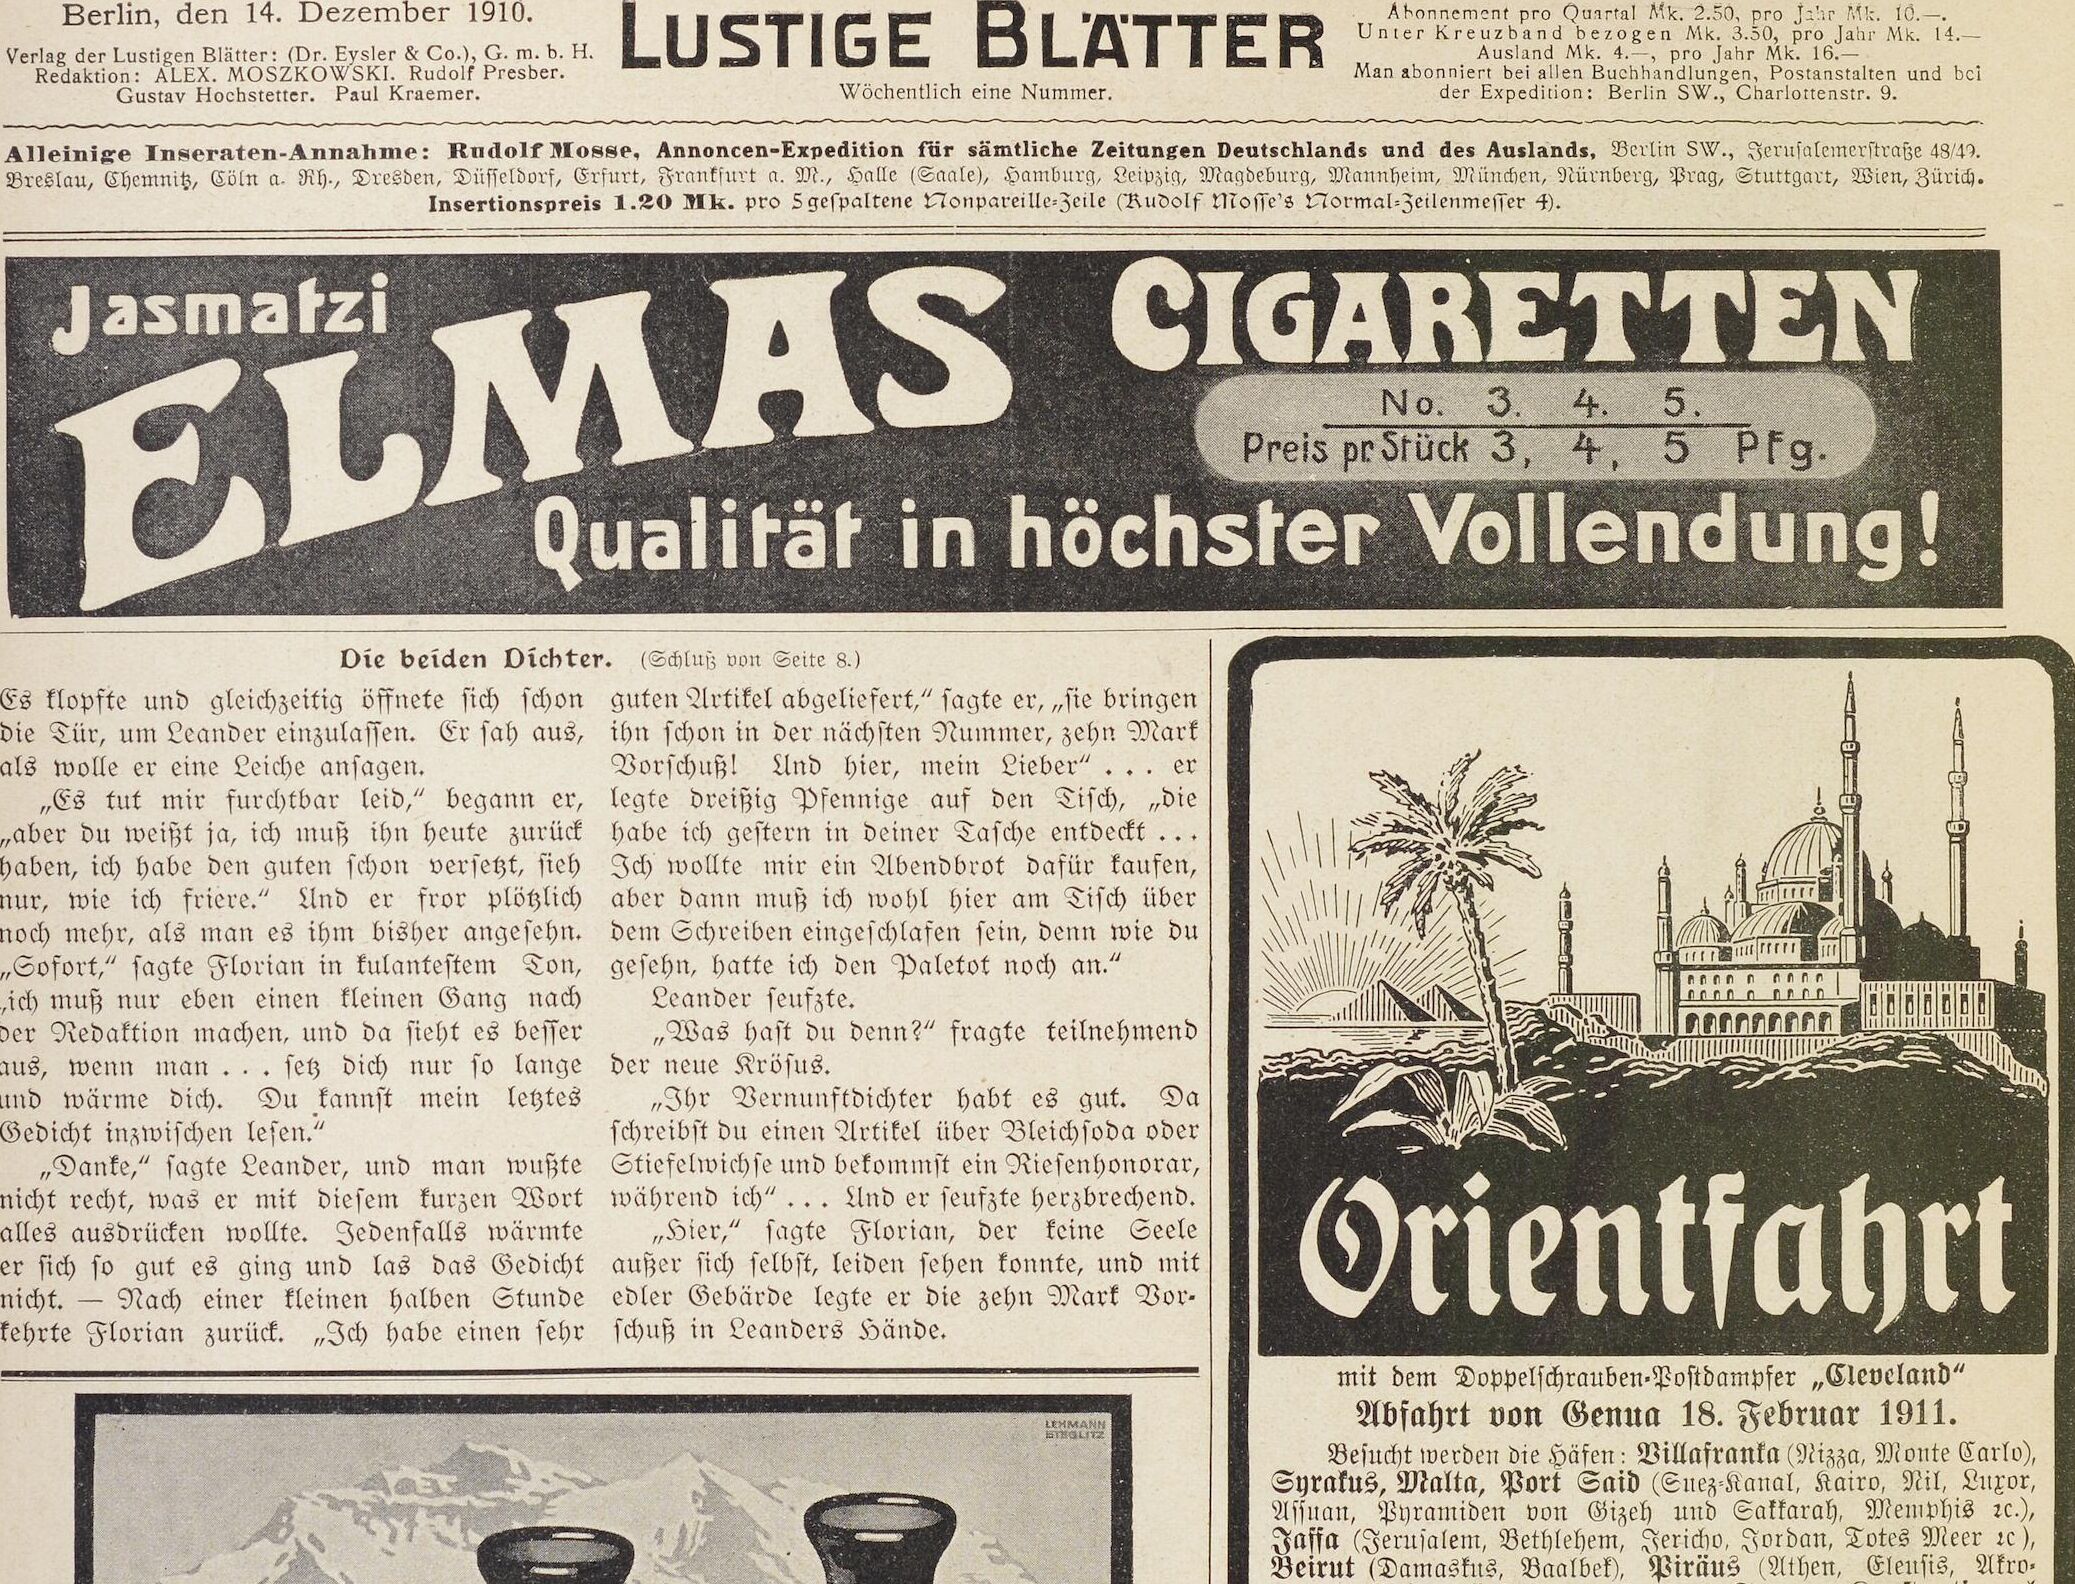 Berlin, den 14. Dezember 1910.
Verlag der Lustigen Blätter: (Dr. Eysler & Co.), G. m. b. H.
Redaktion: ALEX. MOSZKOWSKI. Rudolf Presber.
Gustav Hochstetter. Paul Kraemer.
LUSTIGE BLÄTTER
Wöchentlich eine Nummer.
Abonnement pro Quartal Mk. 2.50, pro Jahr Mk. 10.—.
Unter Kreuzband bezogen Mk. 3.50, pro Jahr Mk. 14.—
Ausland Mk. 4.—, pro Jahr Mk. 16.—
Man abonniert bei allen Buchhandlungen, Postanstalten und bei
der Expedition: Berlin SW., Charlottenstr. 9.
Alleinige Inseraten-Annahme: Rudolf Mosse, Annoncen-Expedition für sämtliche Zeitungen Deutschlands und des Auslands, Berlin SW., Jerusalemerstraße 48/49.
Breslau, Chemnitz, Cöln a. Rh., Dresden, Düsseldorf, Erfurt, Frankfurt a. M., Halle (Saale), Hamburg, Leipzig, Magdeburg, Mannheim, München, Nürnberg, Prag, Stuttgart, Wien, Zürich.
Insertionspreis 1.20 Mk. pro 5gespaltene Nonpareille-Zeile (Rudolf Mosse's Normal-Zeilenmesser 4).
Jasmatzi
ELMAS
CIGARETTEN
No. 3. 4. 5.
Preis pr Stück 3, 4, 5 Pfg.
Qualität in höchster Vollendung!
Die beiden Dichter. (Schluß von Seite 8.)
Es klopfte und gleichzeitig öffnete sich schon
die Tür, um Leander einzulassen. Er sah aus,
als wolle er eine Leiche ansagen.
„Es tut mir furchtbar leid,“ begann er,
„aber du weißt ja, ich muß ihn heute zurück
haben, ich habe den guten schon versetzt, sieh
nur, wie ich friere.“ Und er fror plötzlich
noch mehr, als man es ihm bisher angesehn.
„Sofort,“ sagte Florian in kulantestem Ton,
„ich muß nur eben einen kleinen Gang nach
der Redaktion machen, und da sieht es besser
aus, wenn man . . . setz dich nur so lange
und wärme dich. Du kannst mein letztes
Gedicht inzwischen lesen.“
„Danke,“ sagte Leander, und man wußte
nicht recht, was er mit diesem kurzen Wort
alles ausdrücken wollte. Jedenfalls wärmte
er sich so gut es ging und las das Gedicht
nicht. — Nach einer kleinen halben Stunde
kehrte Florian zurück. „Ich habe einen sehr
guten Artikel abgeliefert,“ sagte er, „sie bringen
ihn schon in der nächsten Nummer, zehn Mark
Vorschuß! Und hier, mein Lieber“ . . . er
legte dreißig Pfennige auf den Tisch, „die
habe ich gestern in deiner Tasche entdeckt . . .
Ich wollte mir ein Abendbrot dafür kaufen,
aber dann muß ich wohl hier am Tisch über
dem Schreiben eingeschlafen sein, denn wie du
gesehn, hatte ich den Paletot noch an.“
Leander seufzte.
„Was hast du denn?“ fragte teilnehmend
der neue Krösus.
„Ihr Vernunftdichter habt es gut. Da
schreibst du einen Artikel über Bleichsoda oder
Stiefelwichse und bekommst ein Riesenhonorar,
während ich“ . . . Und er seufzte herzbrechend.
„Hier,“ sagte Florian, der keine Seele
außer sich selbst, leiden sehen konnte, und mit
edler Gebärde legte er die zehn Mark Vor-
schuß in Leanders Hände.
LEHMANN
STEGLITZ
Orientfahrt
mit dem Doppelschrauben-Postdampfer „Cleveland“
Abfahrt von Genua 18. Februar 1911.
Besucht werden die Häfen: Villafranka (Nizza, Monte Carlo),
Syrakus, Malta, Port Said (Suez-Kanal, Kairo, Nil, Luxor,
Assuan, Pyramiden von Gizeh und Sakkarah, Memphis ꝛc.),
Jaffa (Jerusalem, Bethlehem, Jericho, Jordan, Totes Meer ꝛc),
Beirut (Damaskus, Baalbek), Piräus (Athen, Eleusis, Akro-